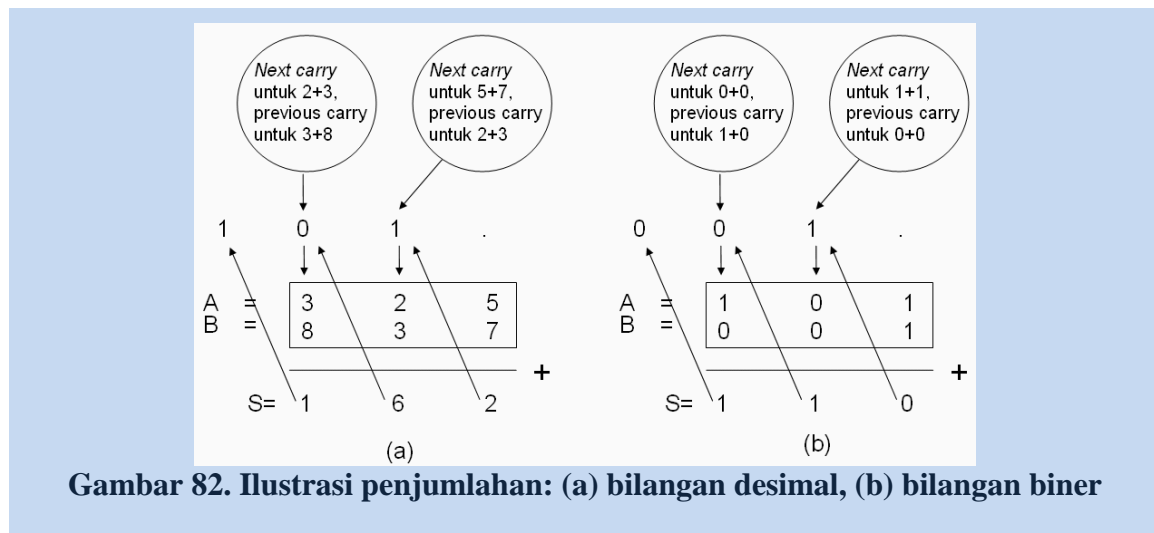 Next carry
untuk 2+3,
previous carry
untuk 3+8
Next carry
untuk 5+7,
previous carry
untuk 2+3
1 0 1 .
A = 3 2 5
B = 8 3 7
+
S= 1 6 2
(a)
Next carry
untuk 0+0,
previous carry
untuk 1+0
Next carry
untuk 1+1,
previous carry
untuk 0+0
0 0 1 .
A = 1 0 1
B = 0 0 1
+
S= 1 1 0
(b)
Gambar 82. Ilustrasi penjumlahan: (a) bilangan desimal, (b) bilangan biner